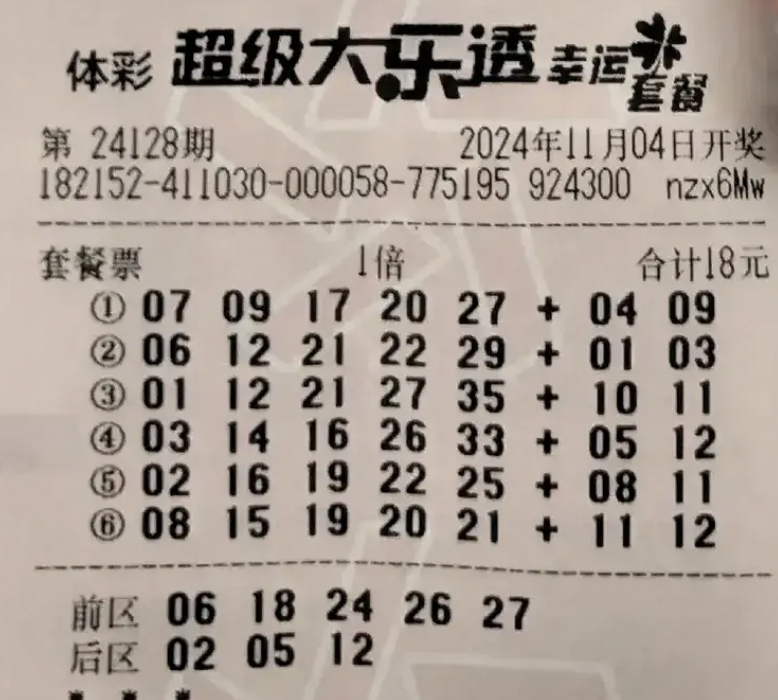 体彩 超级大乐透 幸运套餐
第 24128期 2024年11月04日开奖
182152-411030-000058-775195 924300 nzx6Mw
套餐票 1倍 合计18元
① 07 09 17 20 27 + 04 09
② 06 12 21 22 29 + 01 03
③ 01 12 21 27 35 + 10 11
④ 03 14 16 26 33 + 05 12
⑤ 02 16 19 22 25 + 08 11
⑥ 08 15 19 20 21 + 11 12
前区 06 18 24 26 27
后区 02 05 12